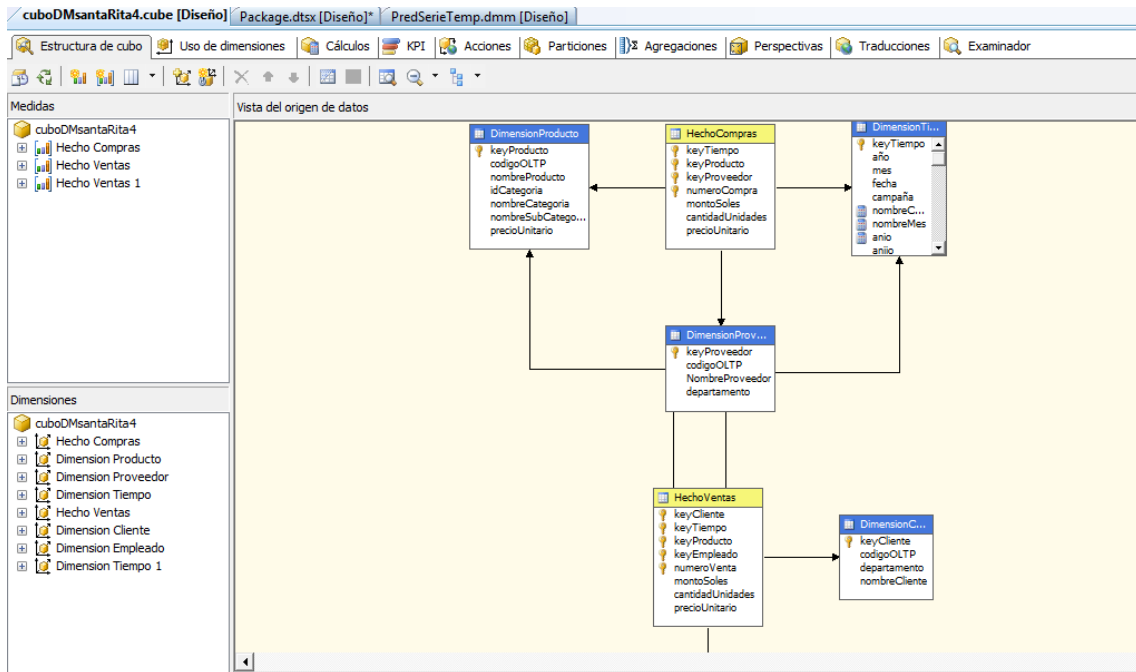 cuboDMsantaRita4.cube [Diseño] Package.dtsx [Diseño]* PredSerieTemp.dmm [Diseño]
Estructura de cubo Uso de dimensiones Cálculos KPI Acciones Particiones Agregaciones Perspectivas Traducciones Examinador
Medidas
cuboDMsantaRita4
Hecho Compras
Hecho Ventas
Hecho Ventas 1
Dimensiones
cuboDMsantaRita4
Hecho Compras
Dimension Producto
Dimension Proveedor
Dimension Tiempo
Hecho Ventas
Dimension Cliente
Dimension Empleado
Dimension Tiempo 1
Vista del origen de datos
DimensionProducto
keyProducto
codigoOLTP
nombreProducto
idCategoria
nombreCategoria
nombreSubCatego...
precioUnitario
HechoCompras
keyTiempo
keyProducto
keyProveedor
numeroCompra
montoSoles
cantidadUnidades
precioUnitario
DimensionTi...
keyTiempo
año
mes
fecha
campaña
nombreC...
nombreMes
anio
aniio
DimensionProv...
keyProveedor
codigoOLTP
NombreProveedor
departamento
HechoVentas
keyCliente
keyTiempo
keyProducto
keyEmpleado
numeroVenta
montoSoles
cantidadUnidades
precioUnitario
DimensionC...
keyCliente
codigoOLTP
departamento
nombreCliente